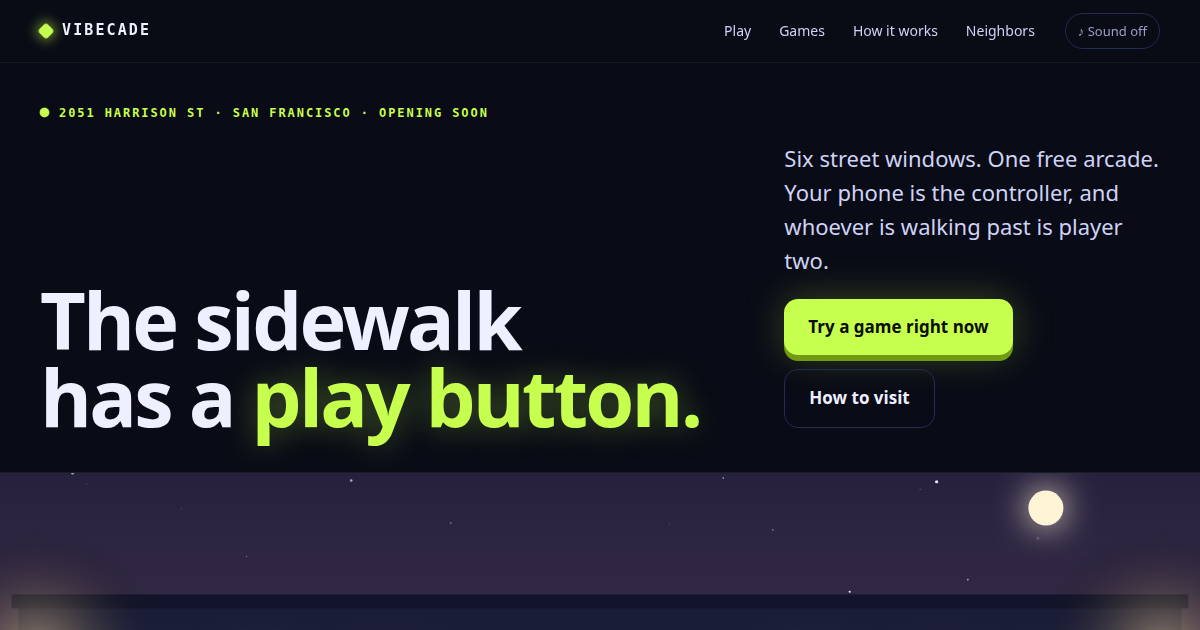 VIBECADE
Play
Games
How it works
Neighbors
♪ Sound off
2051 HARRISON ST · SAN FRANCISCO · OPENING SOON
The sidewalk
has a play button.
Six street windows. One free arcade.
Your phone is the controller, and
whoever is walking past is player
two.
Try a game right now
How to visit